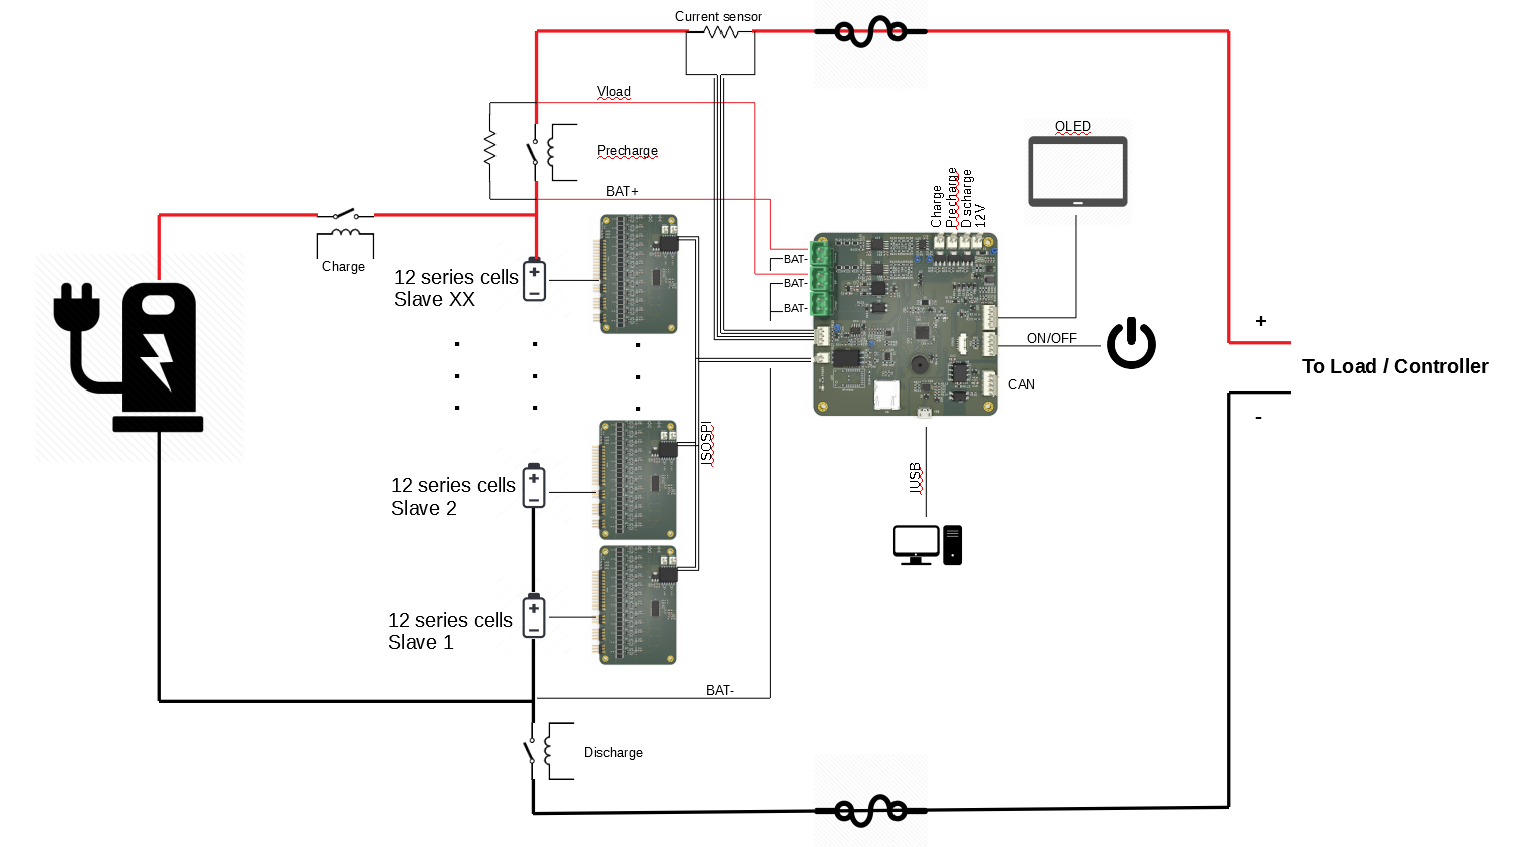 Current sensor
Vload
OLED
Precharge
BAT+
Charge
Precharge
Discharge
12V
Charge
12 series cells
Slave XX
BAT-
BAT-
BAT-
+
ON/OFF
To Load / Controller
CAN
-
ISOSPI
USB
12 series cells
Slave 2
12 series cells
Slave 1
BAT-
Discharge